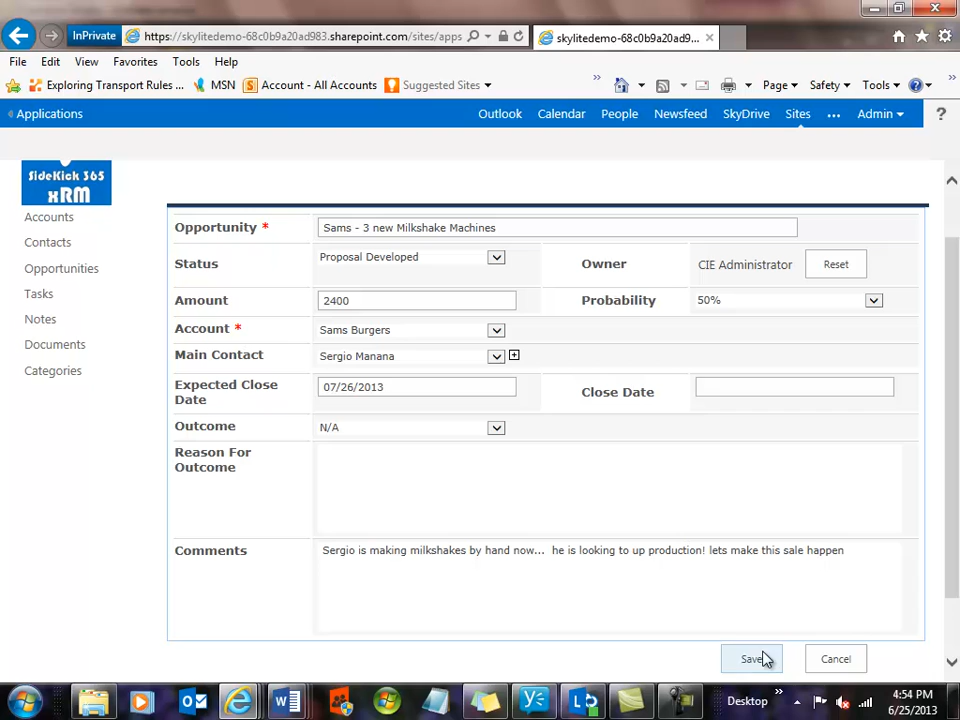 InPrivate
https://skylitedemo-68c0b9a20ad983.sharepoint.com/sites/apps
skylitedemo-68c0b9a20ad9...
File Edit View Favorites Tools Help
Exploring Transport Rules ... MSN Account - All Accounts Suggested Sites Page Safety Tools
Applications Outlook Calendar People Newsfeed SkyDrive Sites ... Admin ?
SideKick 365
xRM
Accounts
Contacts
Opportunities
Tasks
Notes
Documents
Categories
Opportunity * Sams - 3 new Milkshake Machines
Status Proposal Developed Owner CIE Administrator Reset
Amount 2400 Probability 50%
Account * Sams Burgers
Main Contact Sergio Manana
Expected Close
Date 07/26/2013 Close Date
Outcome N/A
Reason For
Outcome
Comments Sergio is making milkshakes by hand now... he is looking to up production! lets make this sale happen
Save Cancel
Desktop
4:54 PM
6/25/2013